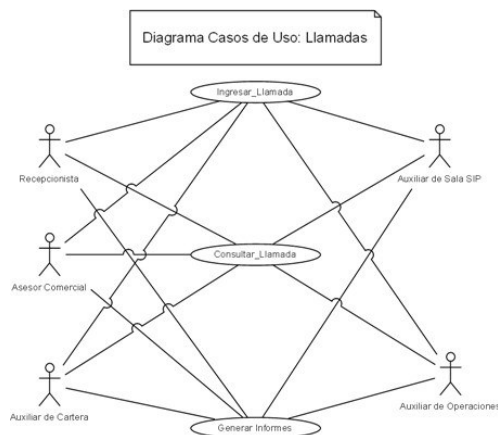 Diagrama Casos de Uso: Llamadas
Ingresar_Llamada
Recepcionista
Auxiliar de Sala SIP
Consultar_Llamada
Asesor Comercial
Auxiliar de Cartera
Auxiliar de Operaciones
Generar Informes